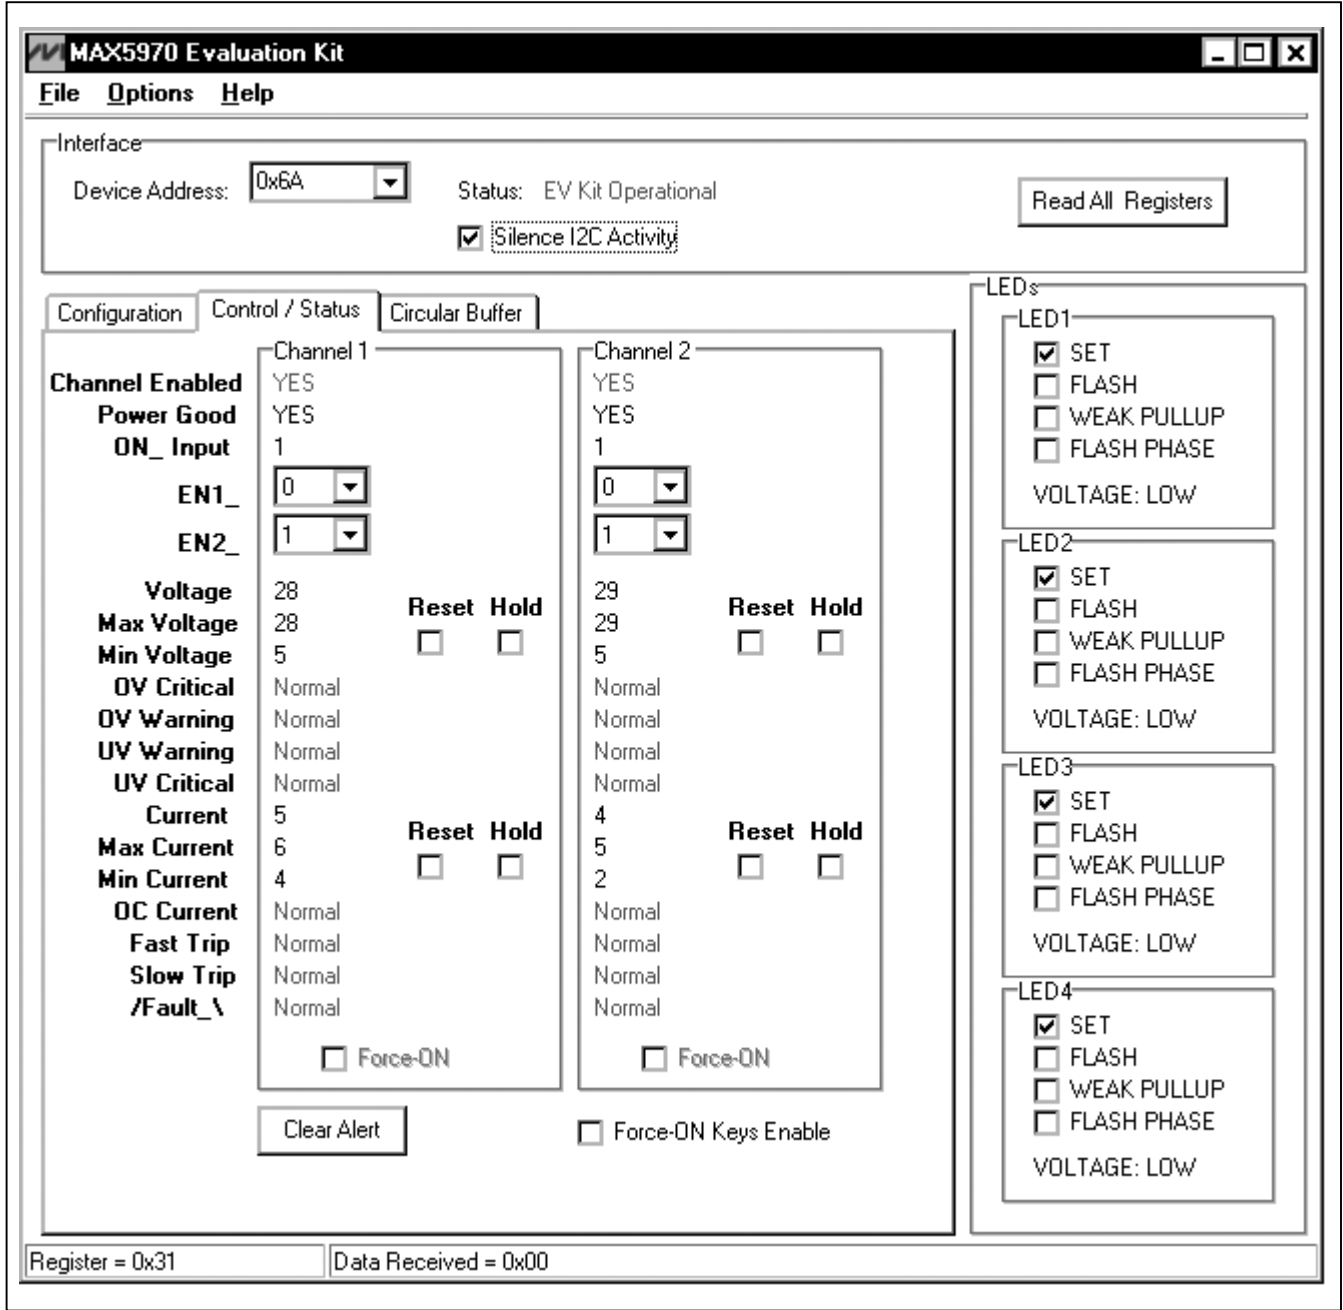 MAX5970 Evaluation Kit
File Options Help
Interface
Device Address: 0x6A
Status: EV Kit Operational
Silence I2C Activity
Read All Registers
Configuration
Control / Status
Circular Buffer
Channel 1
Channel 2
Channel Enabled YES YES
Power Good YES YES
ON_ Input 1 1
EN1_ 0 0
EN2_ 1 1
Voltage 28 29
Reset Hold Reset Hold
Max Voltage 28 29
Min Voltage 5 5
OV Critical Normal Normal
OV Warning Normal Normal
UV Warning Normal Normal
UV Critical Normal Normal
Current 5 4
Reset Hold Reset Hold
Max Current 6 5
Min Current 4 2
OC Current Normal Normal
Fast Trip Normal Normal
Slow Trip Normal Normal
/Fault_\ Normal Normal
Force-ON Force-ON
Clear Alert
Force-ON Keys Enable
LEDs
LED1
SET
FLASH
WEAK PULLUP
FLASH PHASE
VOLTAGE: LOW
LED2
SET
FLASH
WEAK PULLUP
FLASH PHASE
VOLTAGE: LOW
LED3
SET
FLASH
WEAK PULLUP
FLASH PHASE
VOLTAGE: LOW
LED4
SET
FLASH
WEAK PULLUP
FLASH PHASE
VOLTAGE: LOW
Register = 0x31
Data Received = 0x00